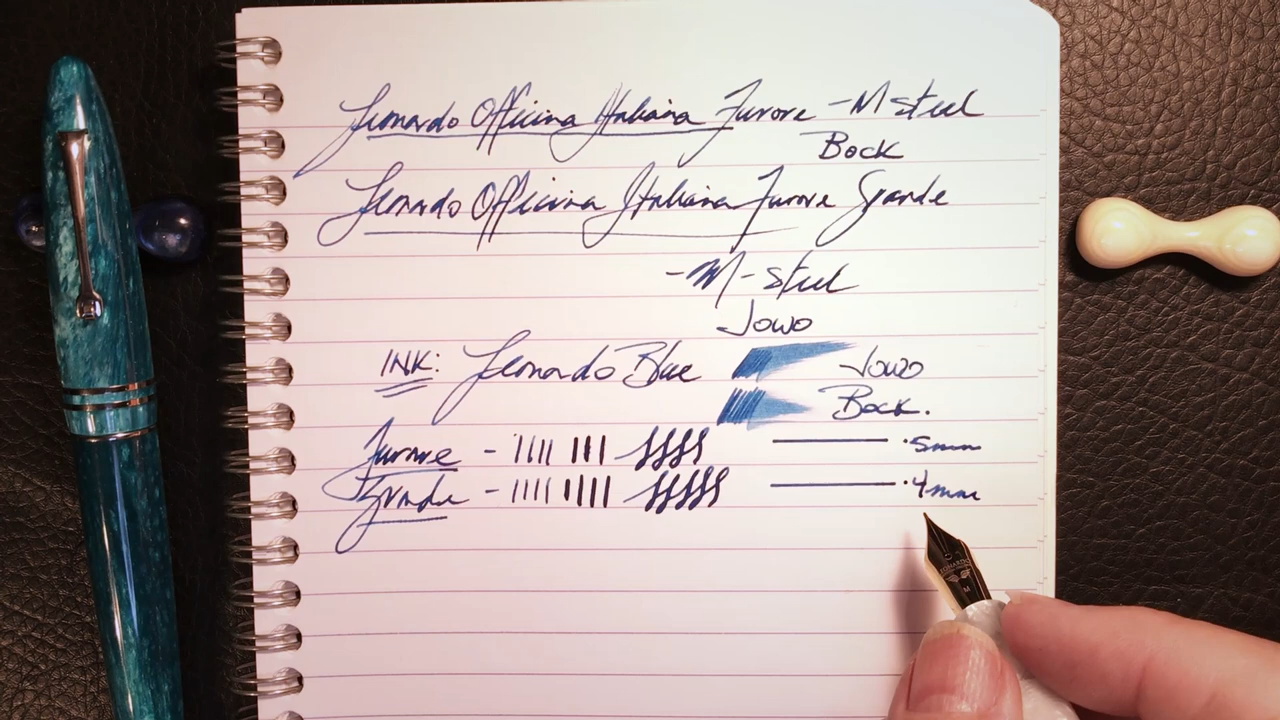 Leonardo Officina Italiana Furore - M steel
Bock
Leonardo Officina Italiana Furore Grande
- M - steel
Jowo
INK: Leonardo Blue
Jowo
Bock.
Furore - .5mm
Grande - .4mm
LEONARDO
M